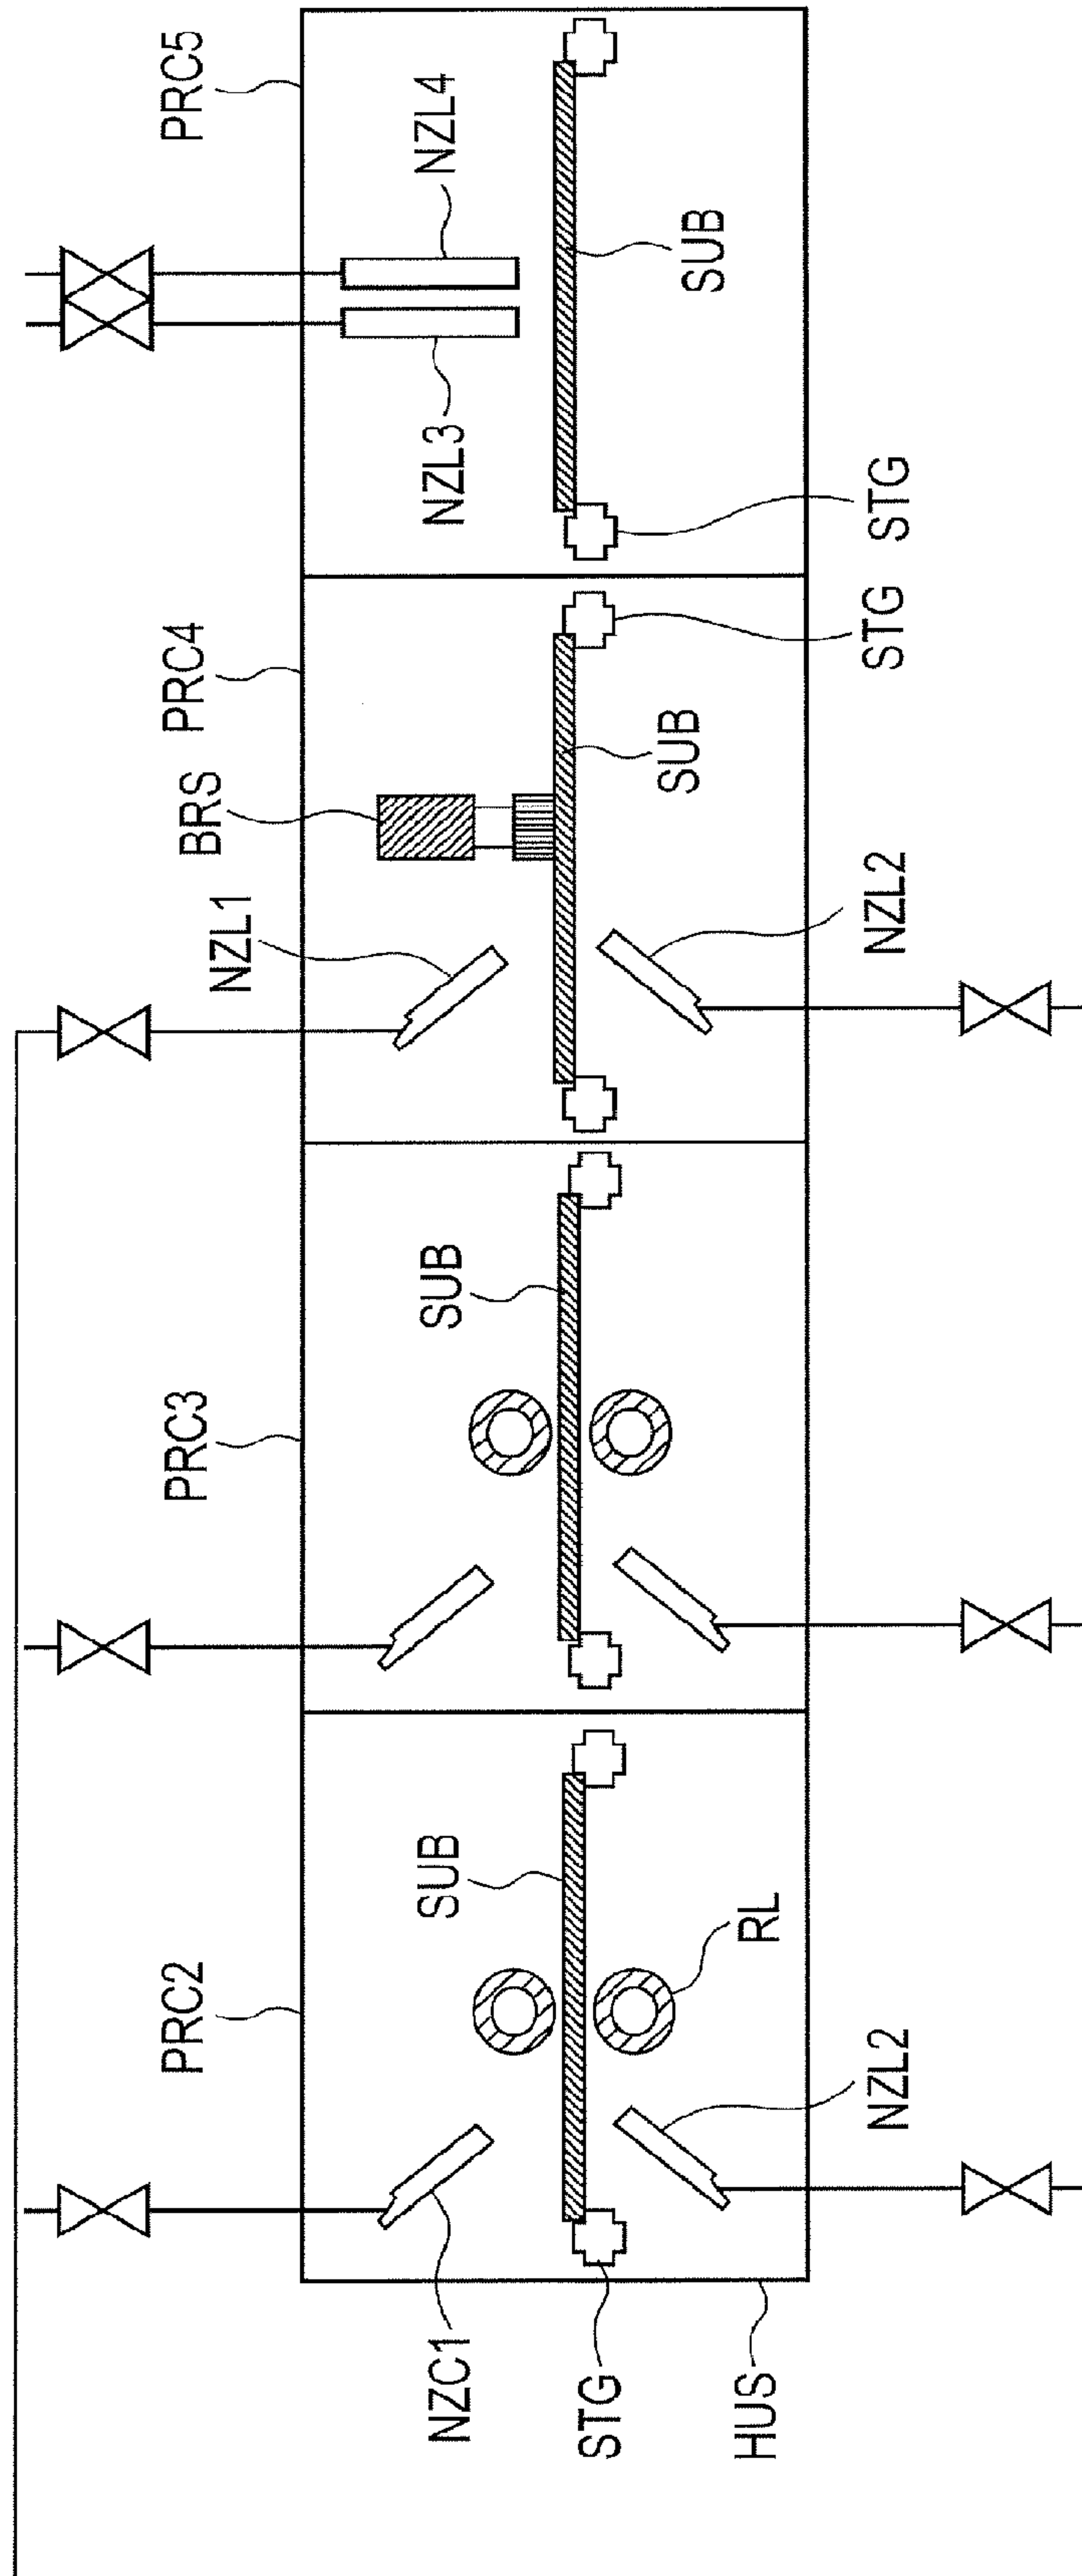 PRC2
PRC3
PRC4
PRC5
BRS
NZL1
NZL4
NZL3
NZC1
SUB
SUB
SUB
SUB
STG
RL
NZL2
NZL2
STG
STG
HUS